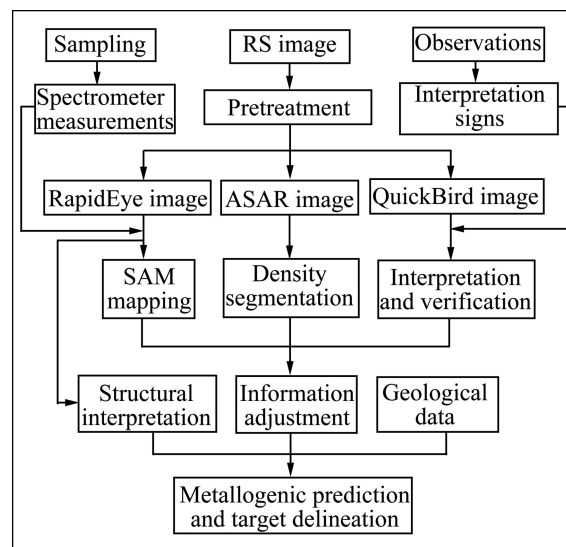 Sampling
RS image
Observations
Spectrometer
measurements
Pretreatment
Interpretation
signs
RapidEye image
ASAR image
QuickBird image
SAM
mapping
Density
segmentation
Interpretation
and verification
Structural
interpretation
Information
adjustment
Geological
data
Metallogenic prediction
and target delineation